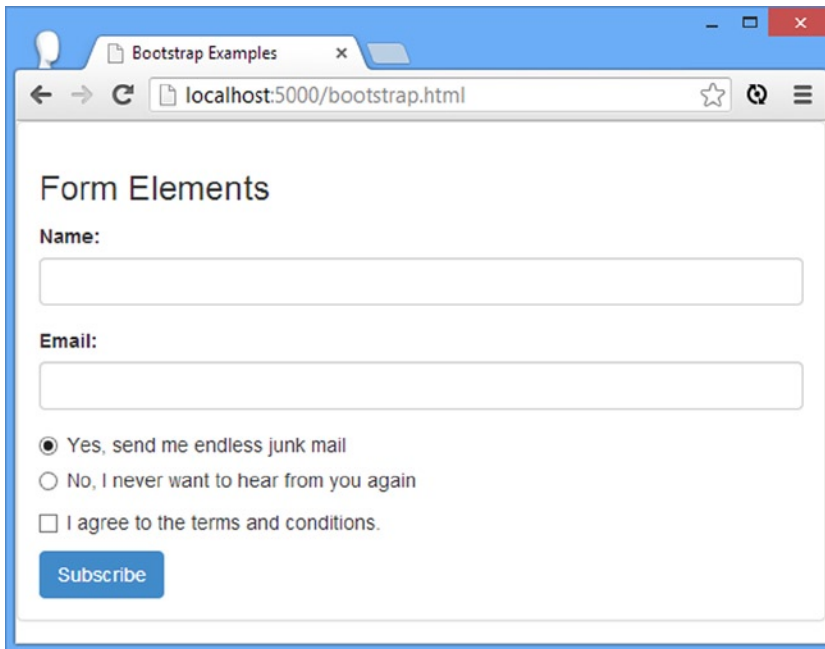 Bootstrap Examples
localhost:5000/bootstrap.html
Form Elements
Name:
Email:
Yes, send me endless junk mail
No, I never want to hear from you again
I agree to the terms and conditions.
Subscribe